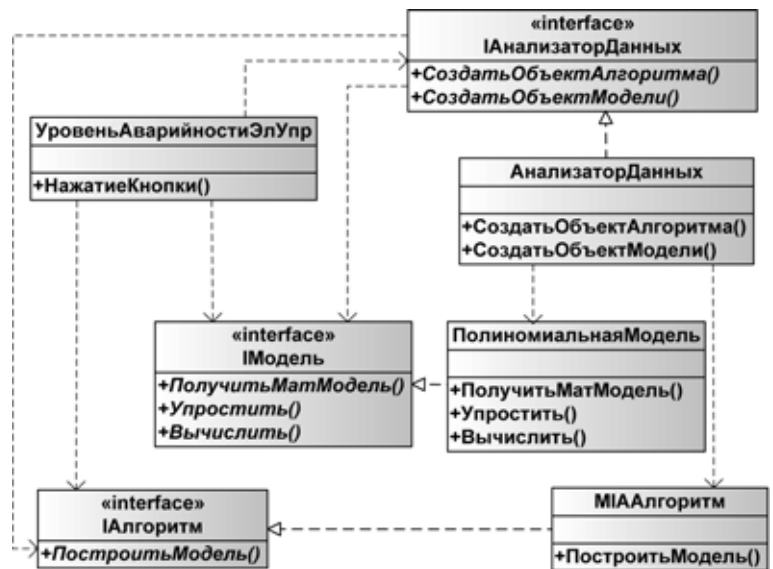 «interface»
IАнализаторДанных
+СоздатьОбъектАлгоритма()
+СоздатьОбъектМодели()
УровеньАварийностиЭлУпр
+НажатиеКнопки()
АнализаторДанных
+СоздатьОбъектАлгоритма()
+СоздатьОбъектМодели()
«interface»
IМодель
+ПолучитьМатМодель()
+Упростить()
+Вычислить()
ПолиномиальнаяМодель
+ПолучитьМатМодель()
+Упростить()
+Вычислить()
«interface»
IАлгоритм
+ПостроитьМодель()
MIAАлгоритм
+ПостроитьМодель()